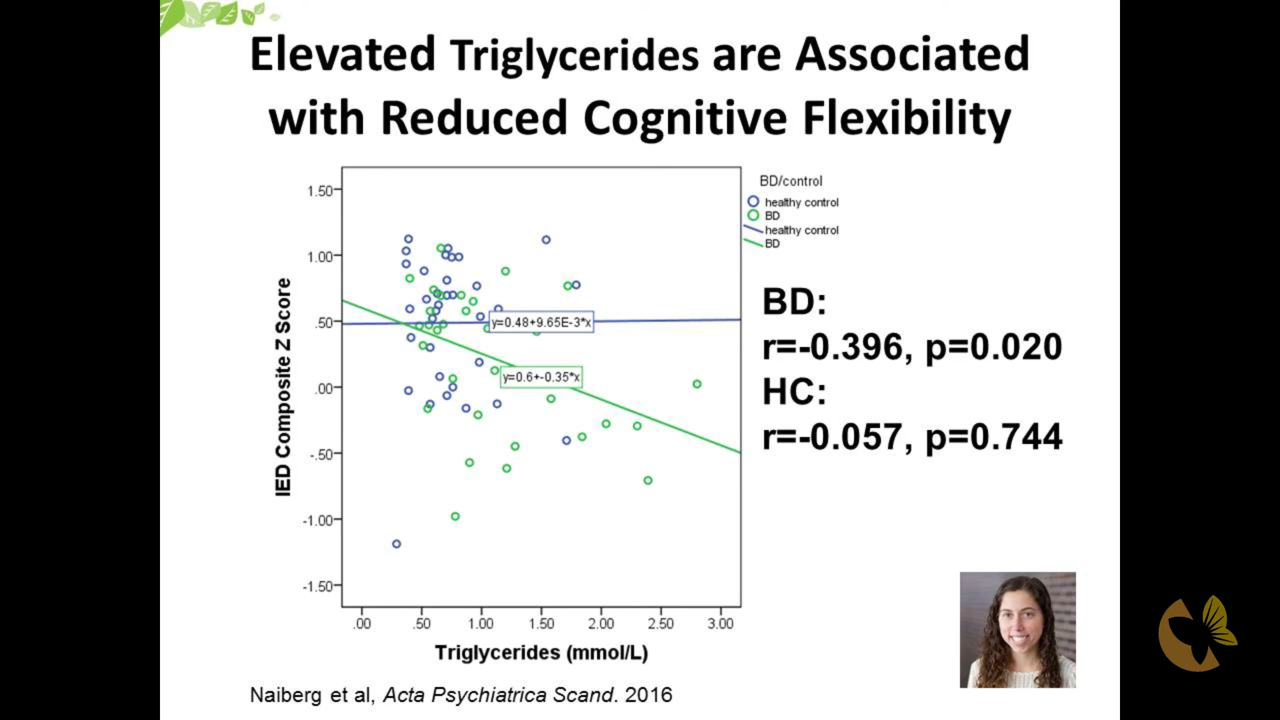 Elevated Triglycerides are Associated
with Reduced Cognitive Flexibility
BD/control
healthy control
BD
healthy control
BD
1.50
1.00
.50
.00
-.50
-1.00
-1.50
IED Composite Z Score
y=0.48+9.65E-3*x
y=0.6+-0.35*x
.00 .50 1.00 1.50 2.00 2.50 3.00
Triglycerides (mmol/L)
BD:
r=-0.396, p=0.020
HC:
r=-0.057, p=0.744
Naiberg et al, Acta Psychiatrica Scand. 2016